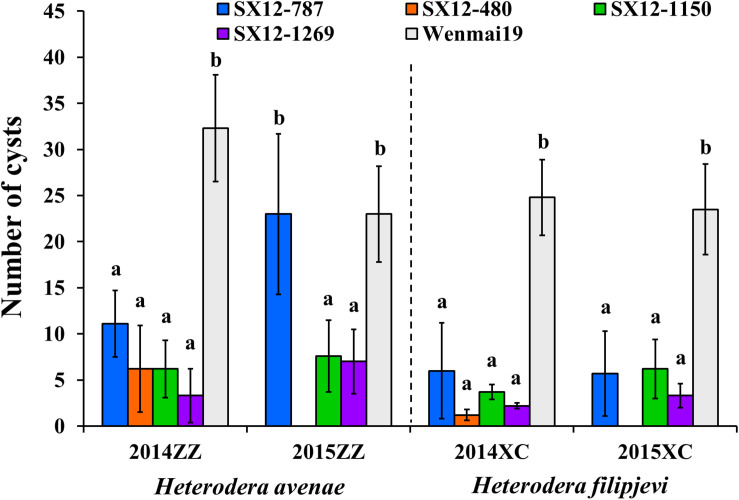 SX12-787 SX12-480 SX12-1150
SX12-1269 Wenmai19
Number of cysts
45
40
35
30
25
20
15
10
5
0
a a a a b
b a a b
a a a a b
a a a b
2014ZZ 2015ZZ 2014XC 2015XC
Heterodera avenae Heterodera filipjevi